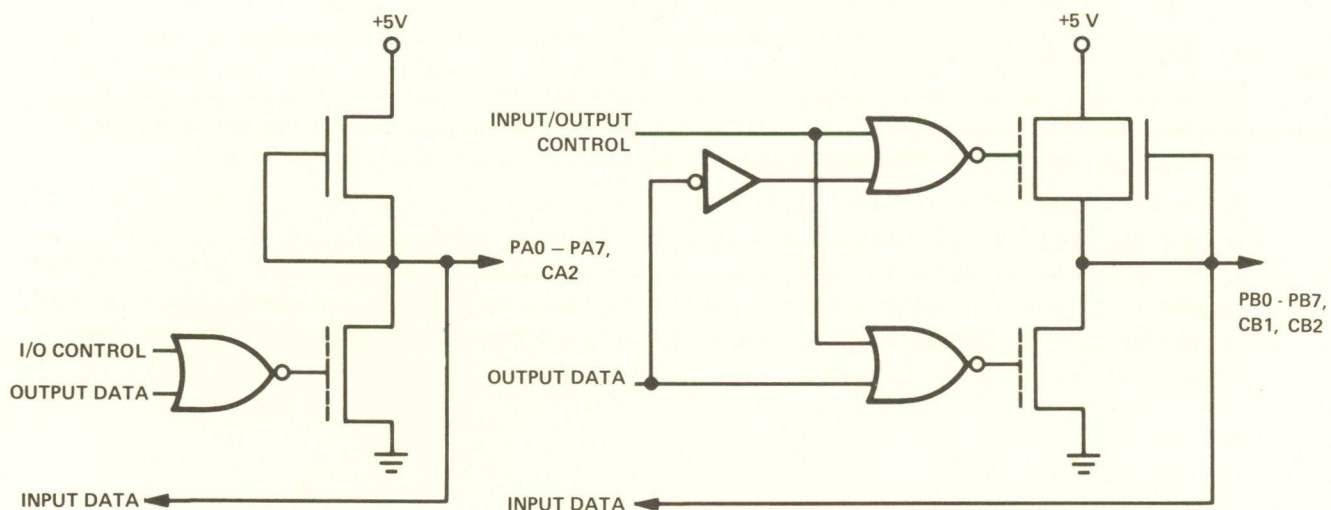 +5V
PA0 – PA7,
CA2
I/O CONTROL
OUTPUT DATA
INPUT DATA
+5 V
INPUT/OUTPUT
CONTROL
OUTPUT DATA
PB0 - PB7,
CB1, CB2
INPUT DATA